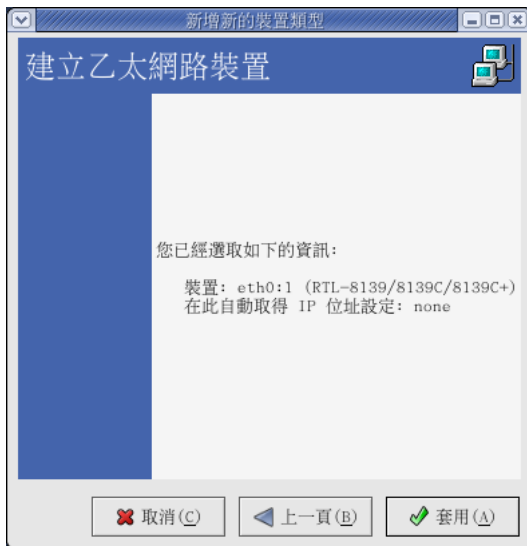 新增新的裝置類型
建立乙太網路裝置
您已經選取如下的資訊:
裝置: eth0:1 (RTL-8139/8139C/8139C+)
在此自動取得 IP 位址設定: none
取消(C)
上一頁(B)
套用(A)